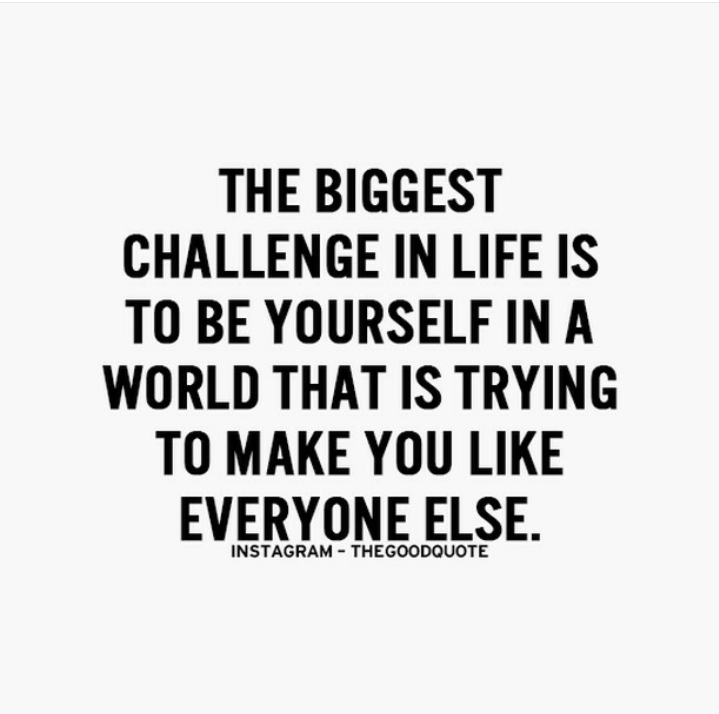 THE BIGGEST
CHALLENGE IN LIFE IS
TO BE YOURSELF IN A
WORLD THAT IS TRYING
TO MAKE YOU LIKE
EVERYONE ELSE.
INSTAGRAM - THEGOODQUOTE